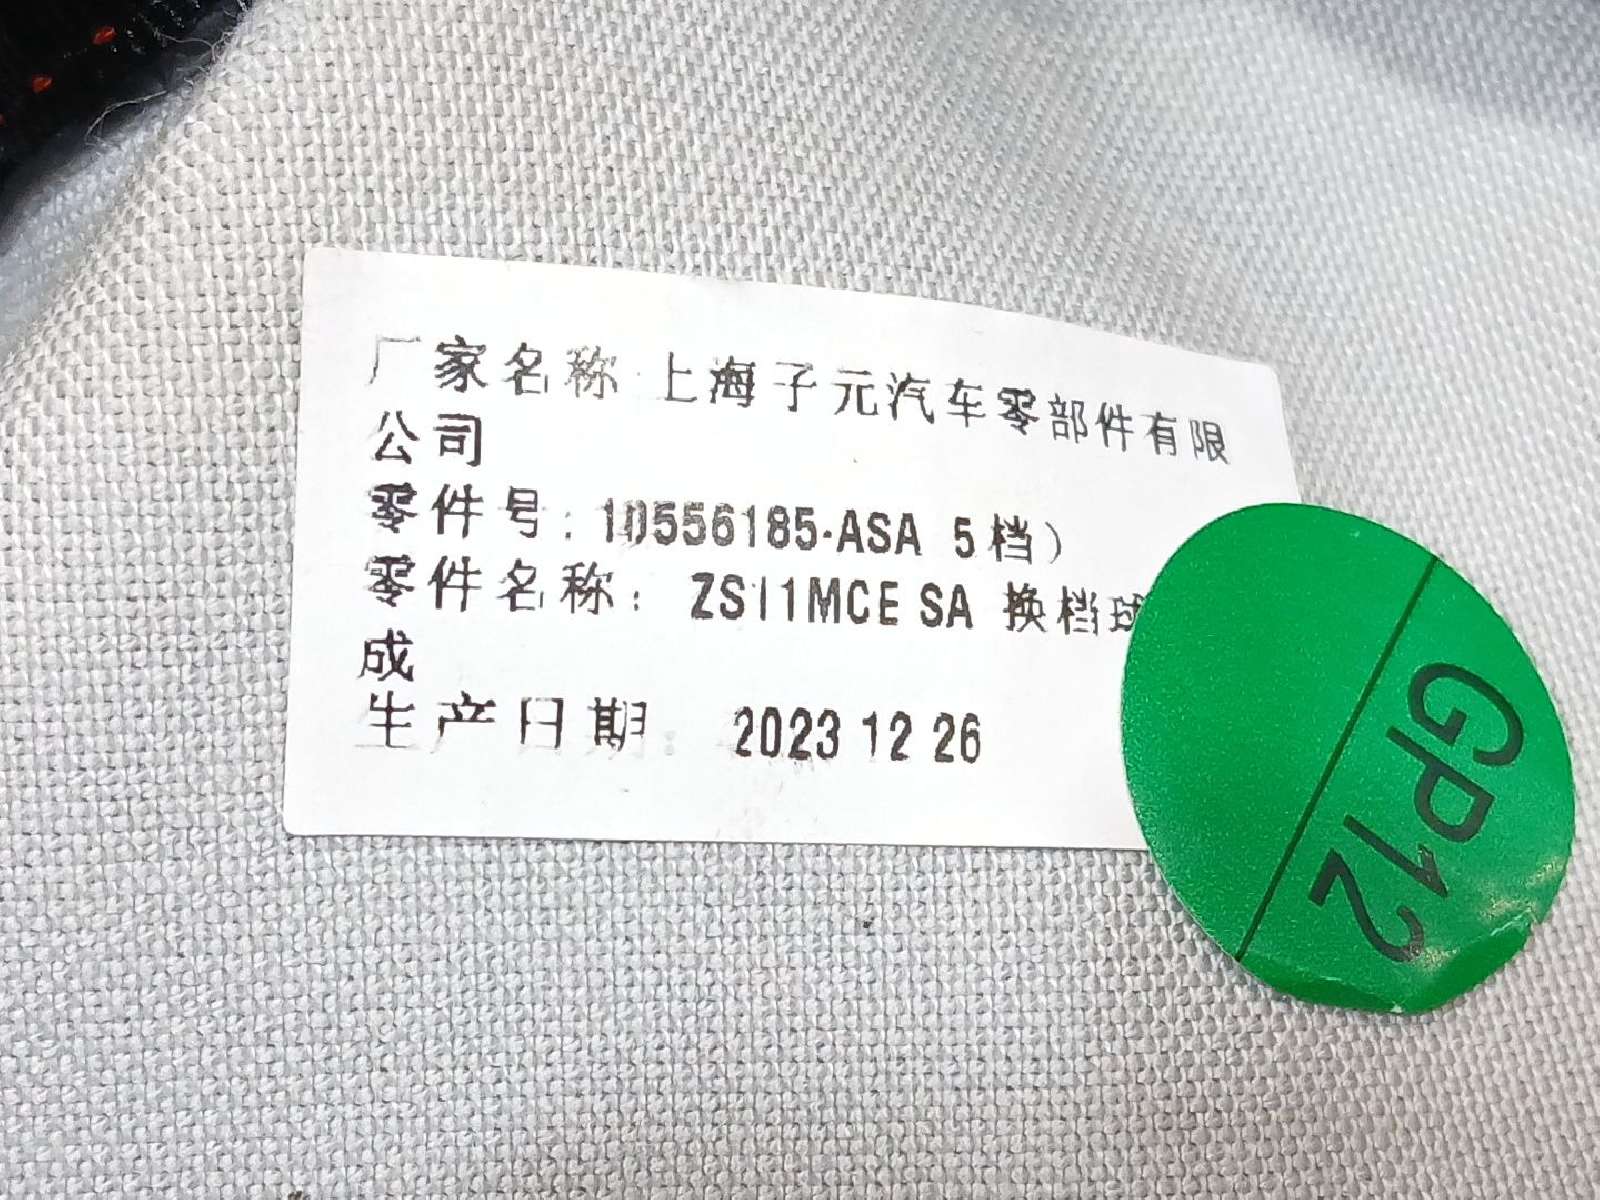 厂家名称 上海子元汽车零部件有限
公司
零件号: 10556185-ASA 5档)
零件名称: ZS11MCE SA 换档球
成
生产日期: 2023 12 26
GP12